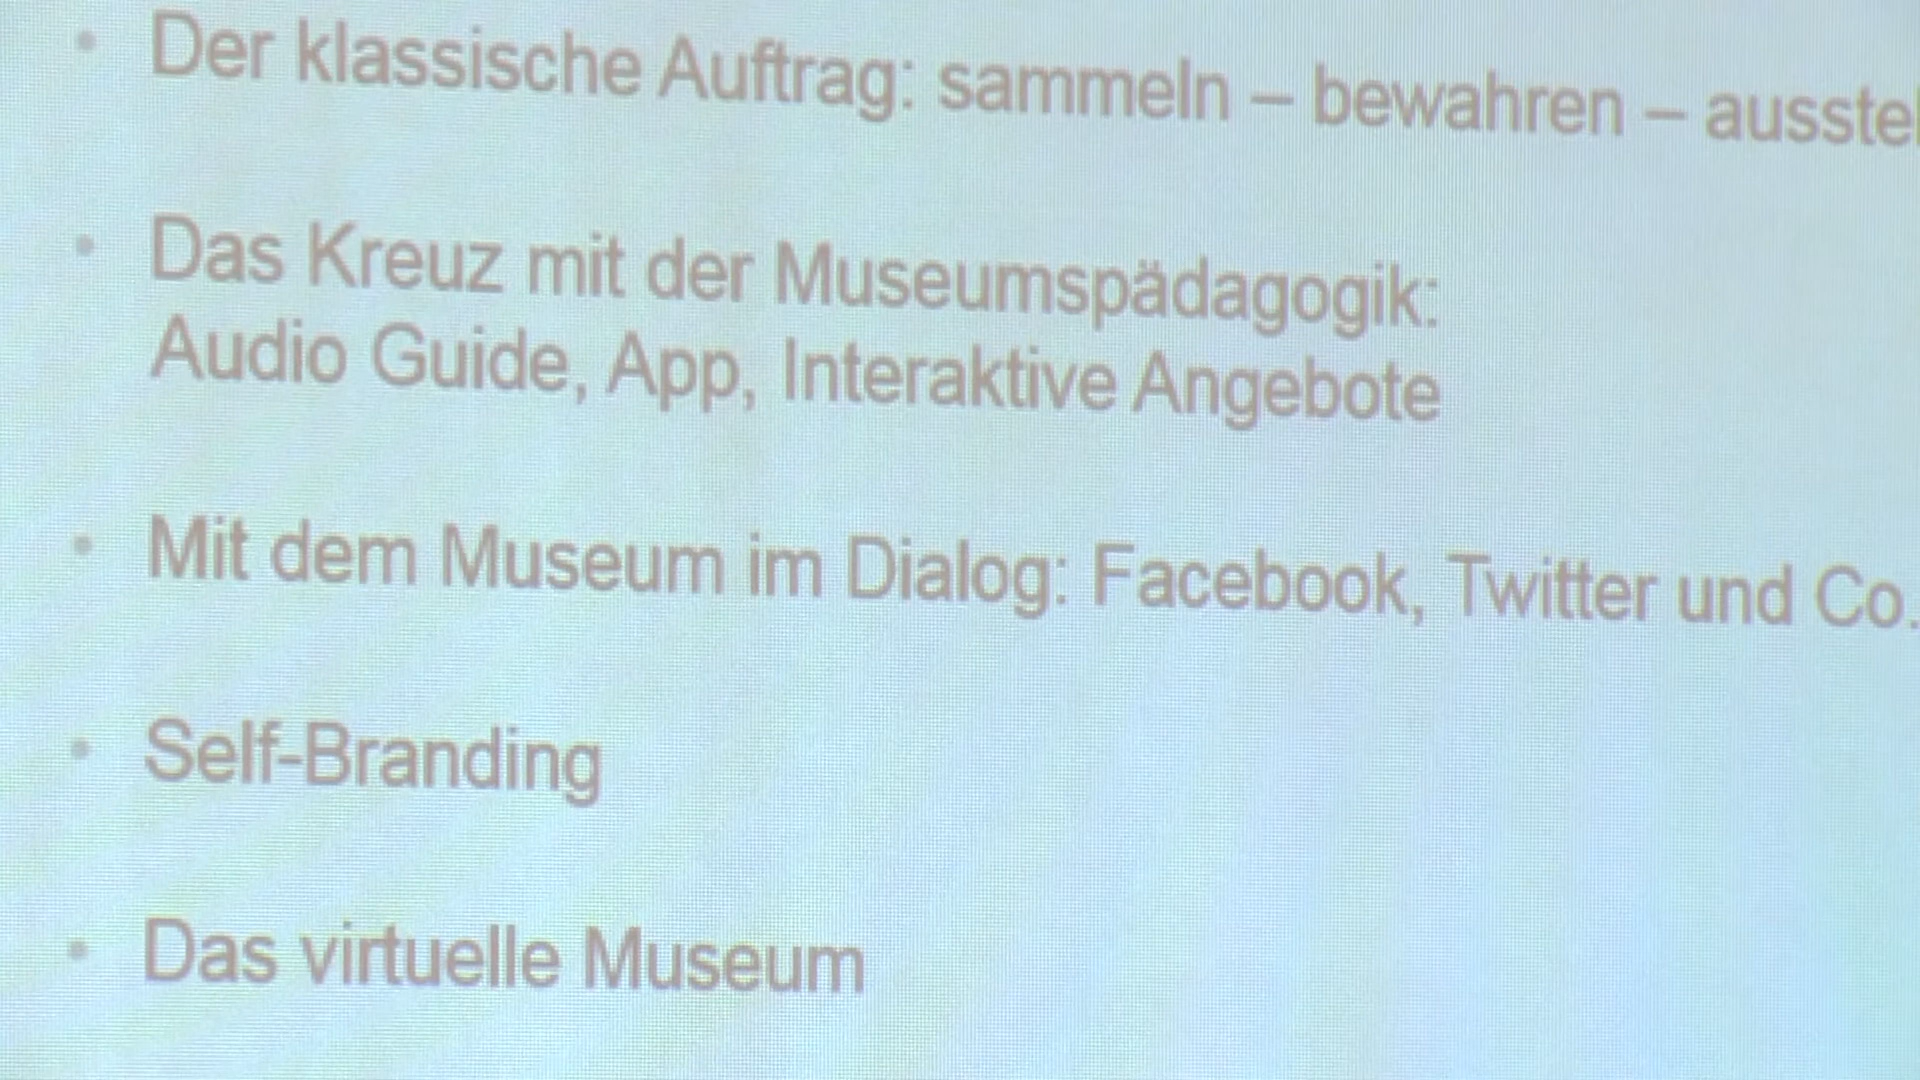 • Der klassische Auftrag: sammeln – bewahren –
• Das Kreuz mit der Museumspädagogik:
Audio Guide, App, Interaktive Angebote
• Mit dem Museum im Dialog: Facebook, Twitter und Co.
• Self-Branding
• Das virtuelle Museum